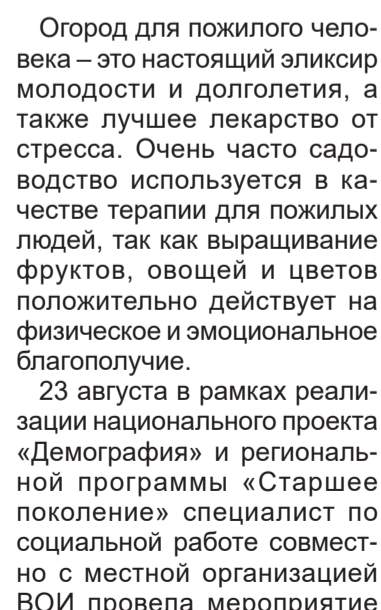 Огород для пожилого чело-
века – это настоящий эликсир
молодости и долголетия, а
также лучшее лекарство от
стресса. Очень часто садо-
водство используется в ка-
честве терапии для пожилых
людей, так как выращивание
фруктов, овощей и цветов
положительно действует на
физическое и эмоциональное
благополучие.
23 августа в рамках реали-
зации национального проекта
«Демография» и региональ-
ной программы «Старшее
поколение» специалист по
социальной работе совмест-
но с местной организацией
ВОИ провела мероприятие